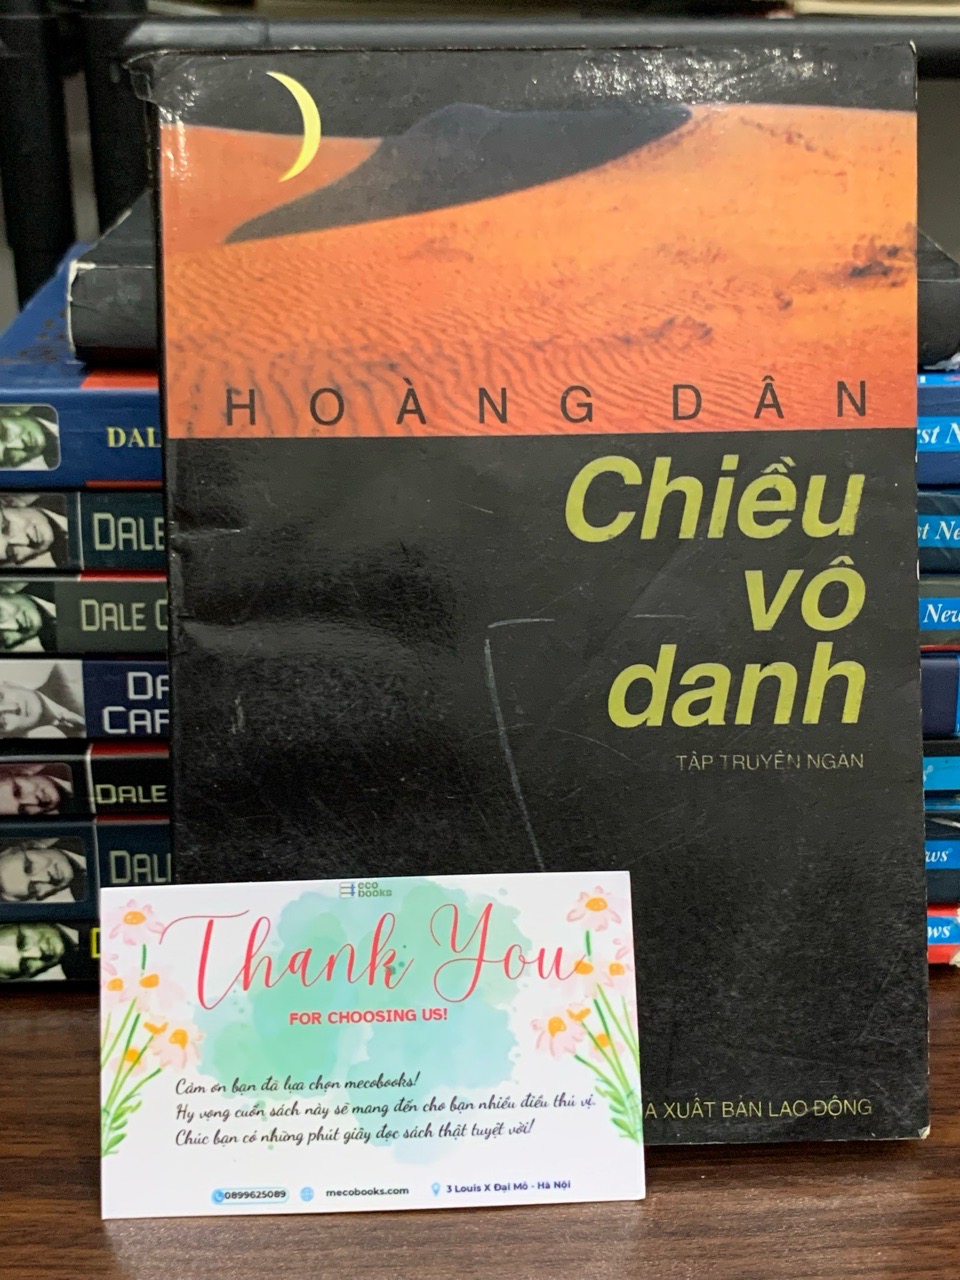 HOÀNG DÂN
Chiều
vô
danh
TẬP TRUYỆN NGẮN
XUẤT BẢN LAO ĐỘNG
DAL
DALE
DALE C
DA
CAR
DALE
DAL
st N
st Ne
New
s
ws
ws
eco
books
Thank You
FOR CHOOSING US!
Cảm ơn bạn đã lựa chọn mecobooks!
Hy vọng cuốn sách này sẽ mang đến cho bạn nhiều điều thú vị.
Chúc bạn có những phút giây đọc sách thật tuyệt vời!
0899625089 mecobooks.com 3 Louis X Đại Mỗ - Hà Nội